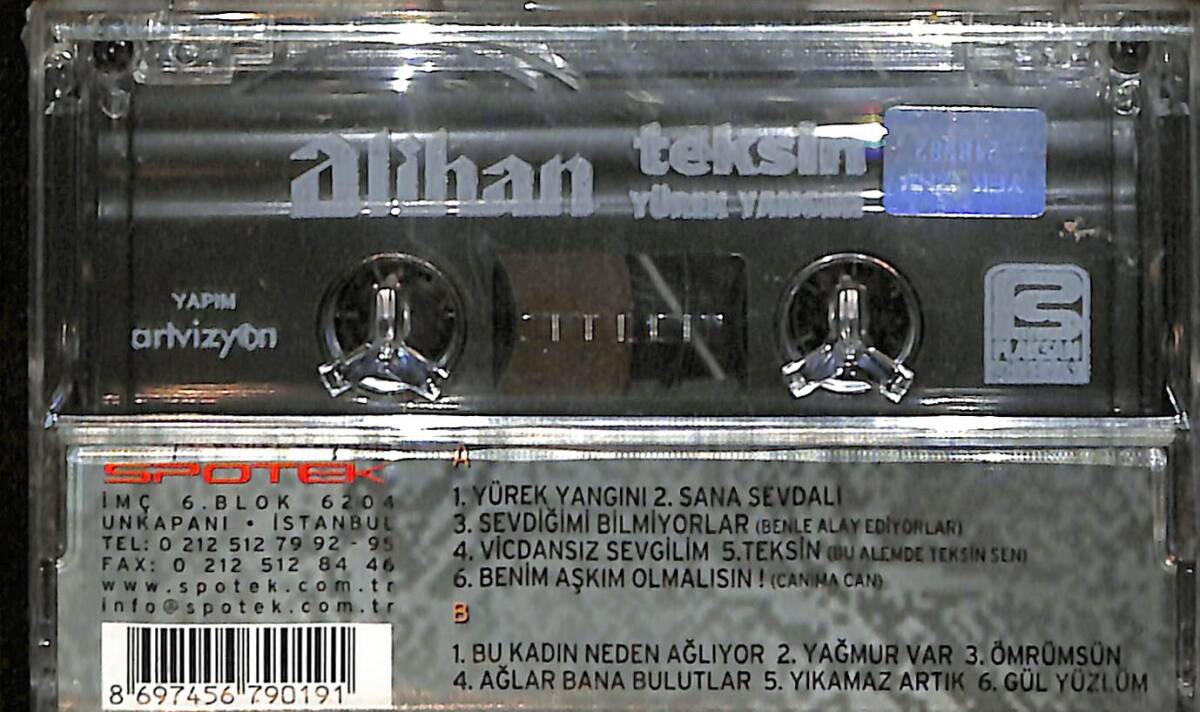 alihan
teksin
YÜREK YANGINI
YAPIM
artvizyon
RAKSAN
SPOTEK
İMÇ 6.BLOK 6204
UNKAPANI • İSTANBUL
TEL: 0 212 512 79 92 - 95
FAX: 0 212 512 84 46
www.spotek.com.tr
info@spotek.com.tr
8 697456 790191
A
1. YÜREK YANGINI 2. SANA SEVDALI
3. SEVDİĞİMİ BİLMİYORLAR (BENLE ALAY EDİYORLAR)
4. VİCDANSIZ SEVGİLİM 5.TEKSİN (BU ALEMDE TEKSİN SEN)
6. BENİM AŞKIM OLMALISIN ! (CANIMA CAN)
B
1. BU KADIN NEDEN AĞLIYOR 2. YAĞMUR VAR 3. ÖMRÜMSÜN
4. AĞLAR BANA BULUTLAR 5. YIKAMAZ ARTIK 6. GÜL YÜZLÜM